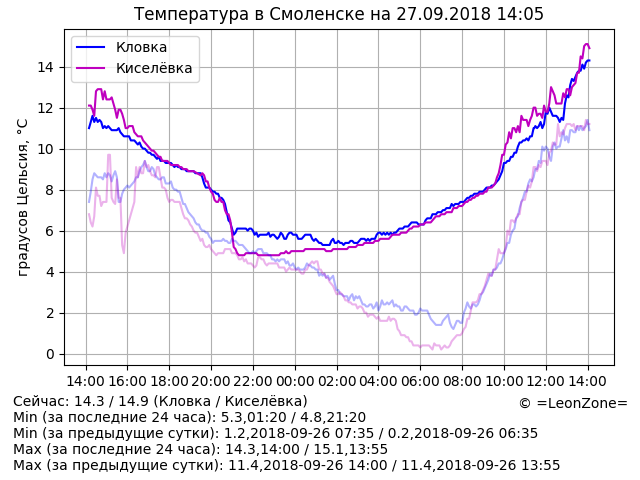 Температура в Смоленске на 27.09.2018 14:05
Кловка
Киселёвка
градусов Цельсия, °C
14
12
10
8
6
4
2
0
14:00 16:00 18:00 20:00 22:00 00:00 02:00 04:00 06:00 08:00 10:00 12:00 14:00
Сейчас: 14.3 / 14.9 (Кловка / Киселёвка)
© =LeonZone=
Min (за последние 24 часа): 5.3,01:20 / 4.8,21:20
Min (за предыдущие сутки): 1.2,2018-09-26 07:35 / 0.2,2018-09-26 06:35
Max (за последние 24 часа): 14.3,14:00 / 15.1,13:55
Max (за предыдущие сутки): 11.4,2018-09-26 14:00 / 11.4,2018-09-26 13:55